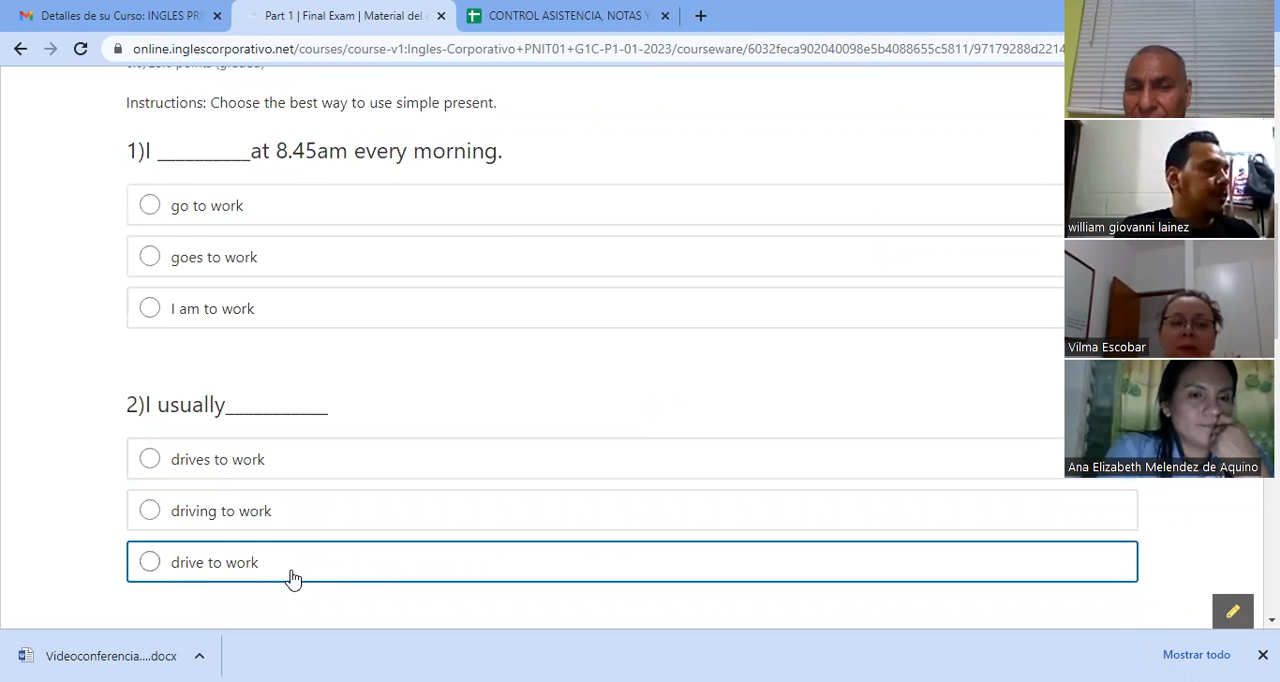 Detalles de su Curso: INGLES PRI
Part 1 | Final Exam | Material del c
CONTROL ASISTENCIA, NOTAS Y
online.inglescorporativo.net/courses/course-v1:Ingles-Corporativo+PNIT01+G1C-P1-01-2023/courseware/6032feca902040098e5b4088655c5811/97179288d2214
Instructions: Choose the best way to use simple present.
1)I __________at 8.45am every morning.
go to work
goes to work
I am to work
2)I usually___________
drives to work
driving to work
drive to work
william giovanni lainez
Vilma Escobar
Ana Elizabeth Melendez de Aquino
Videoconferencia....docx
Mostrar todo